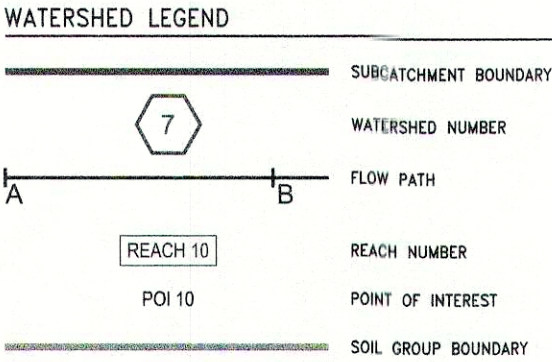 WATERSHED LEGEND
SUBCATCHMENT BOUNDARY
7 WATERSHED NUMBER
A B FLOW PATH
REACH 10 REACH NUMBER
POI 10 POINT OF INTEREST
SOIL GROUP BOUNDARY